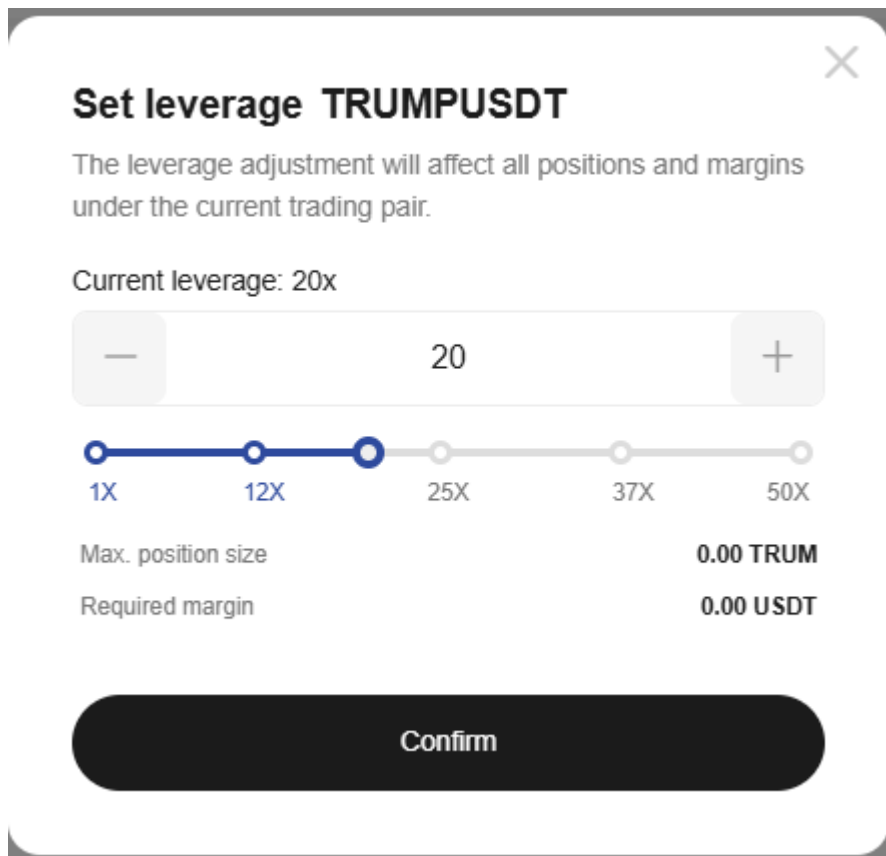 Set leverage TRUMPUSDT
The leverage adjustment will affect all positions and margins
under the current trading pair.
Current leverage: 20x
20
1X 12X 25X 37X 50X
Max. position size 0.00 TRUM
Required margin 0.00 USDT
Confirm